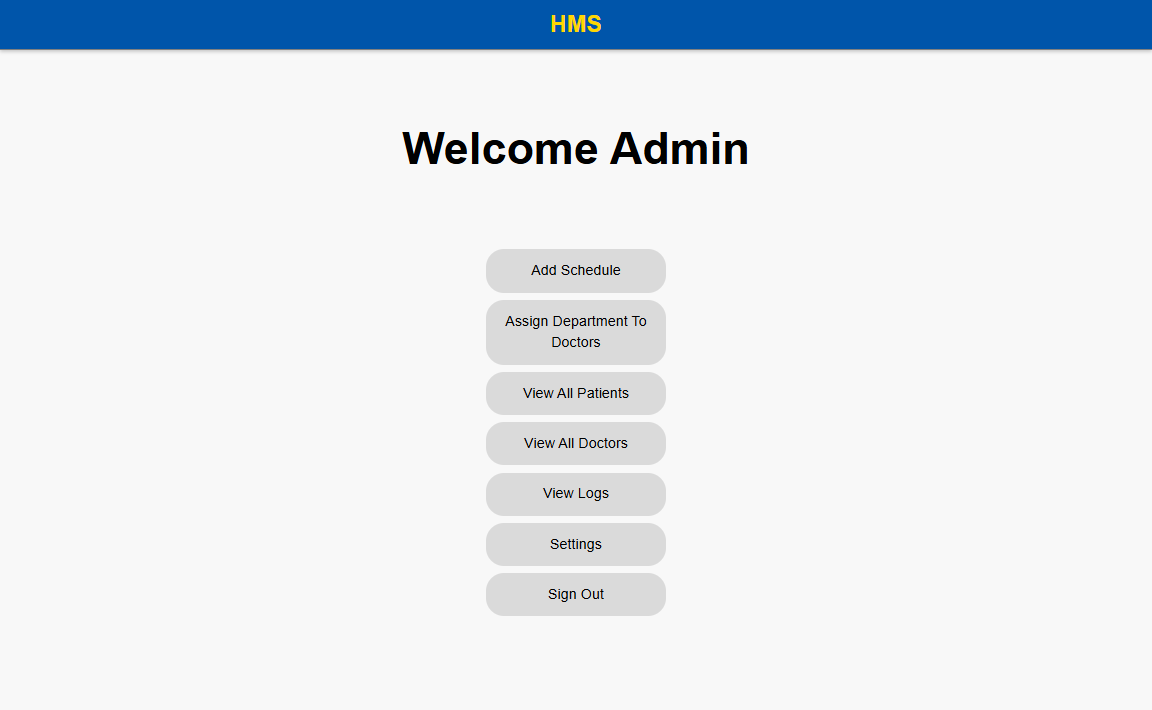 HMS
Welcome Admin
Add Schedule
Assign Department To
Doctors
View All Patients
View All Doctors
View Logs
Settings
Sign Out